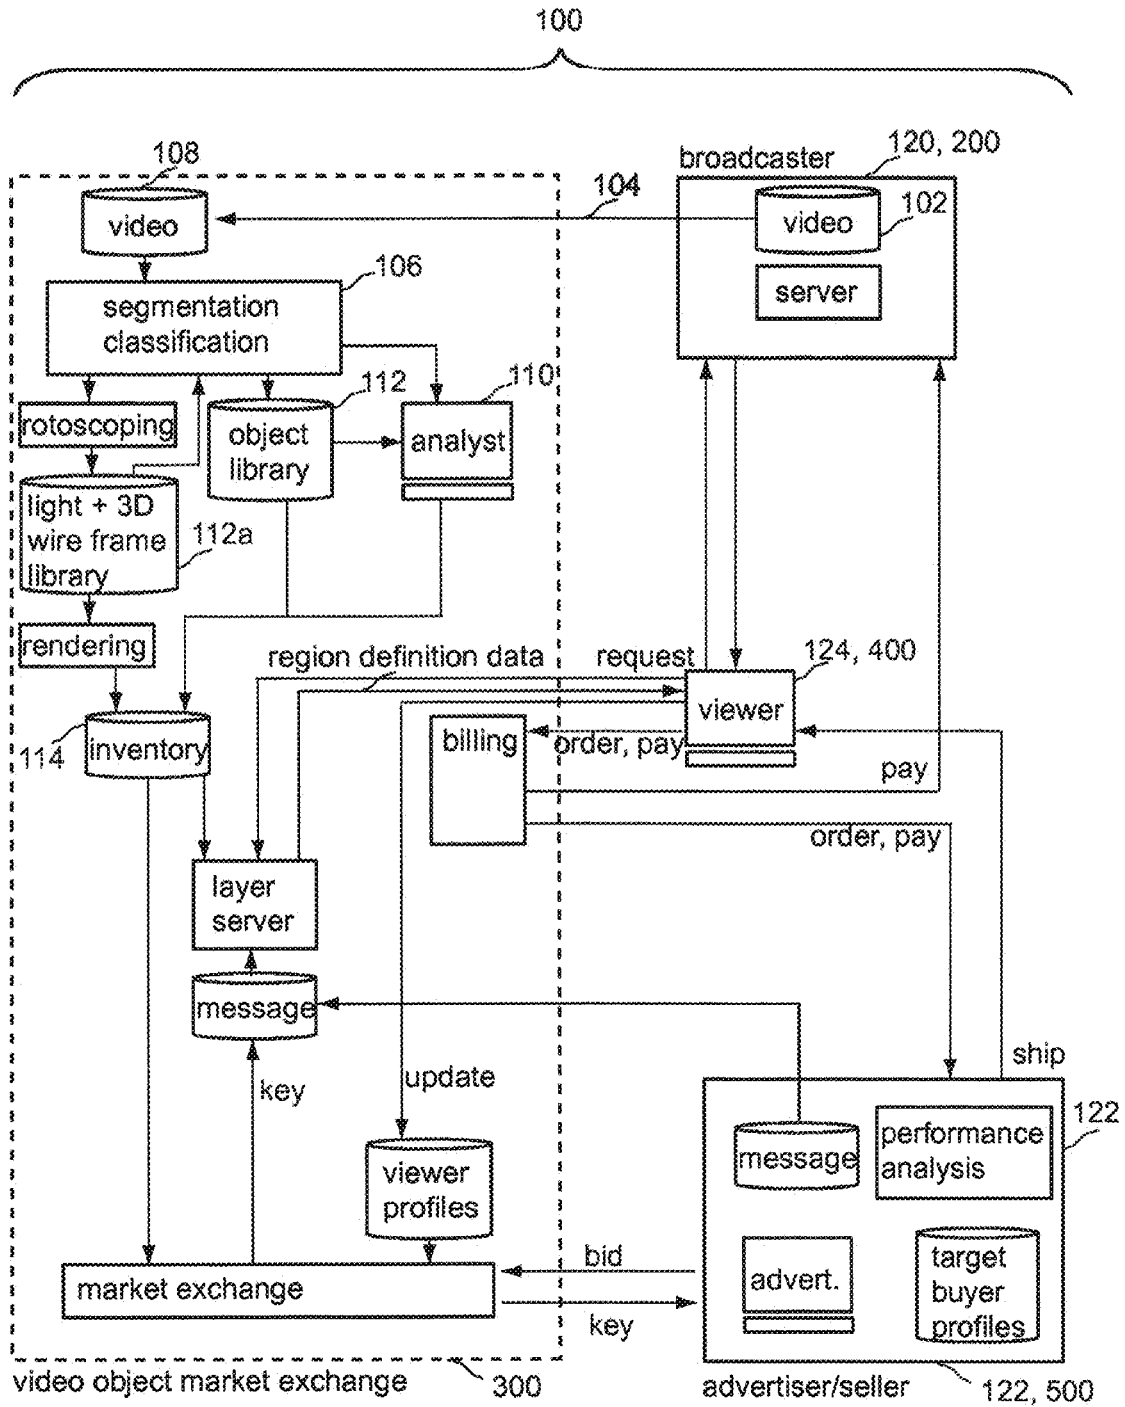 100
108
video
104
broadcaster
120, 200
video
102
server
segmentation
classification
106
rotoscoping
112
object
library
110
analyst
light + 3D
wire frame
library
112a
rendering
region definition data
request
124, 400
viewer
114
inventory
billing
order, pay
pay
order, pay
layer
server
message
key
update
ship
viewer
profiles
message
performance
analysis
122
market exchange
bid
key
advert.
target
buyer
profiles
video object market exchange
300
advertiser/seller
122, 500